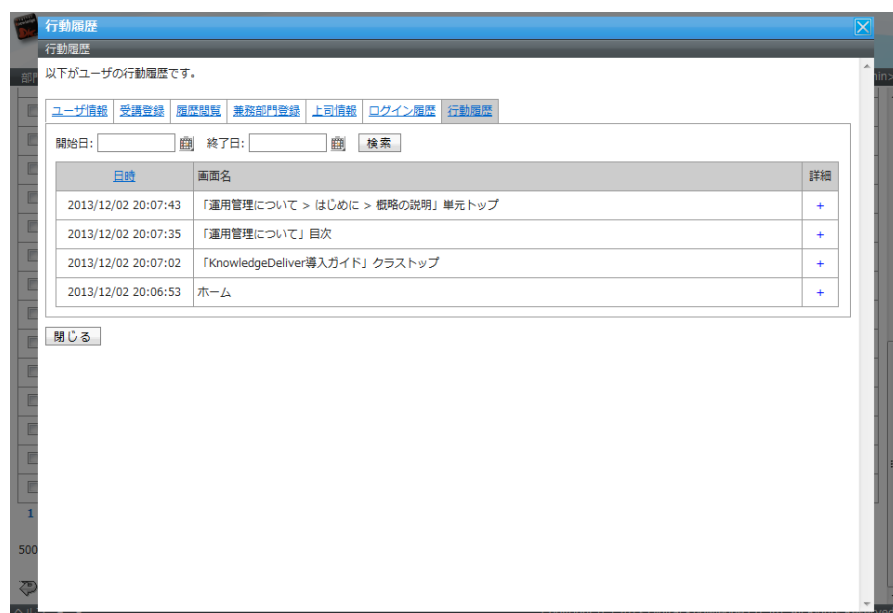 行動履歴
行動履歴
以下がユーザの行動履歴です。
ユーザ情報 受講登録 履歴閲覧 兼務部門登録 上司情報 ログイン履歴 行動履歴
開始日: 終了日: 検索
日時 画面名 詳細
2013/12/02 20:07:43 「運用管理について > はじめに > 概略の説明」単元トップ +
2013/12/02 20:07:35 「運用管理について」目次 +
2013/12/02 20:07:02 「KnowledgeDeliver導入ガイド」クラストップ +
2013/12/02 20:06:53 ホーム +
閉じる
1
500